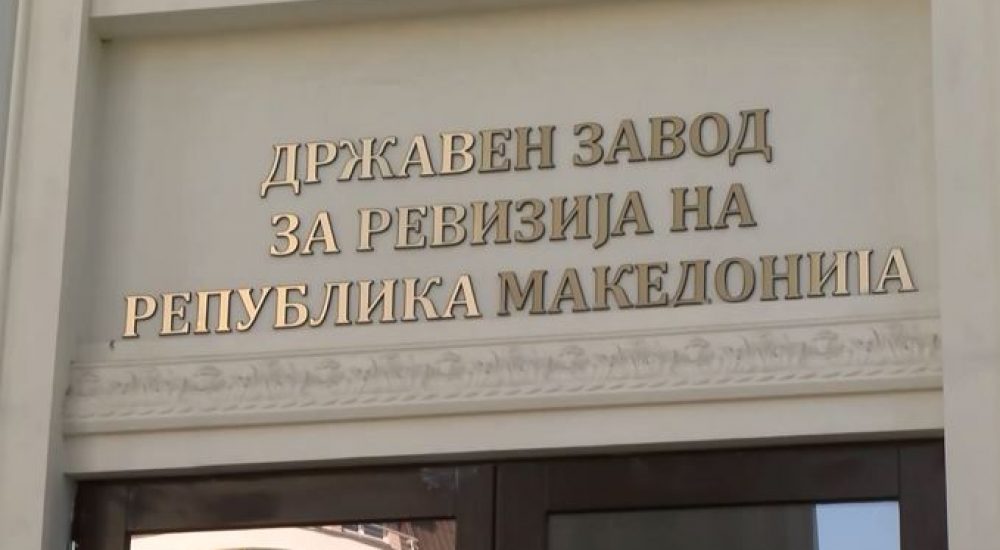 ДРЖАВЕН ЗАВОД
ЗА РЕВИЗИЈА НА
РЕПУБЛИКА МАКЕДОНИЈА